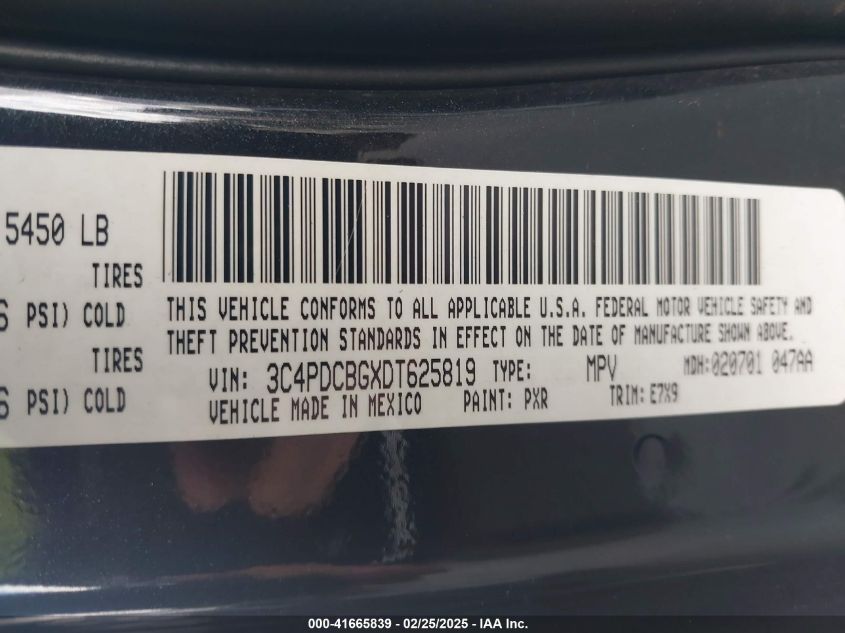 5450 LB
TIRES
PSI) COLD
TIRES
PSI) COLD
THIS VEHICLE CONFORMS TO ALL APPLICABLE U.S.A. FEDERAL MOTOR VEHICLE SAFETY AND
THEFT PREVENTION STANDARDS IN EFFECT ON THE DATE OF MANUFACTURE SHOWN ABOVE.
VIN: 3C4PDCBGXDT625819 TYPE: MPV MDH:020701 047AA
VEHICLE MADE IN MEXICO PAINT: PXR TRIM: E7X9
000-41665839 - 02/25/2025 - IAA Inc.